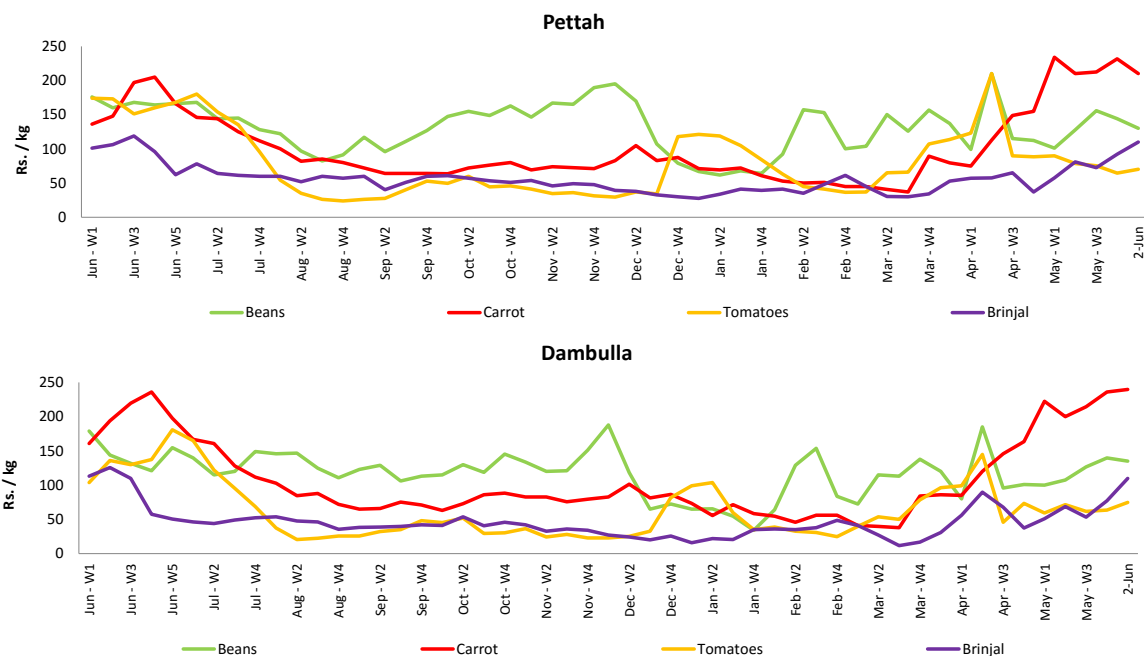 Pettah
Rs. / kg
250
200
150
100
50
0
Jun - W1
Jun - W3
Jun - W5
Jul - W2
Jul - W4
Aug - W2
Aug - W4
Sep - W2
Sep - W4
Oct - W2
Oct - W4
Nov - W2
Nov - W4
Dec - W2
Dec - W4
Jan - W2
Jan - W4
Feb - W2
Feb - W4
Mar - W2
Mar - W4
Apr - W1
Apr - W3
May - W1
May - W3
2-Jun
Beans Carrot Tomatoes Brinjal
Dambulla
Rs. / kg
250
200
150
100
50
0
Jun - W1
Jun - W3
Jun - W5
Jul - W2
Jul - W4
Aug - W2
Aug - W4
Sep - W2
Sep - W4
Oct - W2
Oct - W4
Nov - W2
Nov - W4
Dec - W2
Dec - W4
Jan - W2
Jan - W4
Feb - W2
Feb - W4
Mar - W2
Mar - W4
Apr - W1
Apr - W3
May - W1
May - W3
2-Jun
Beans Carrot Tomatoes Brinjal